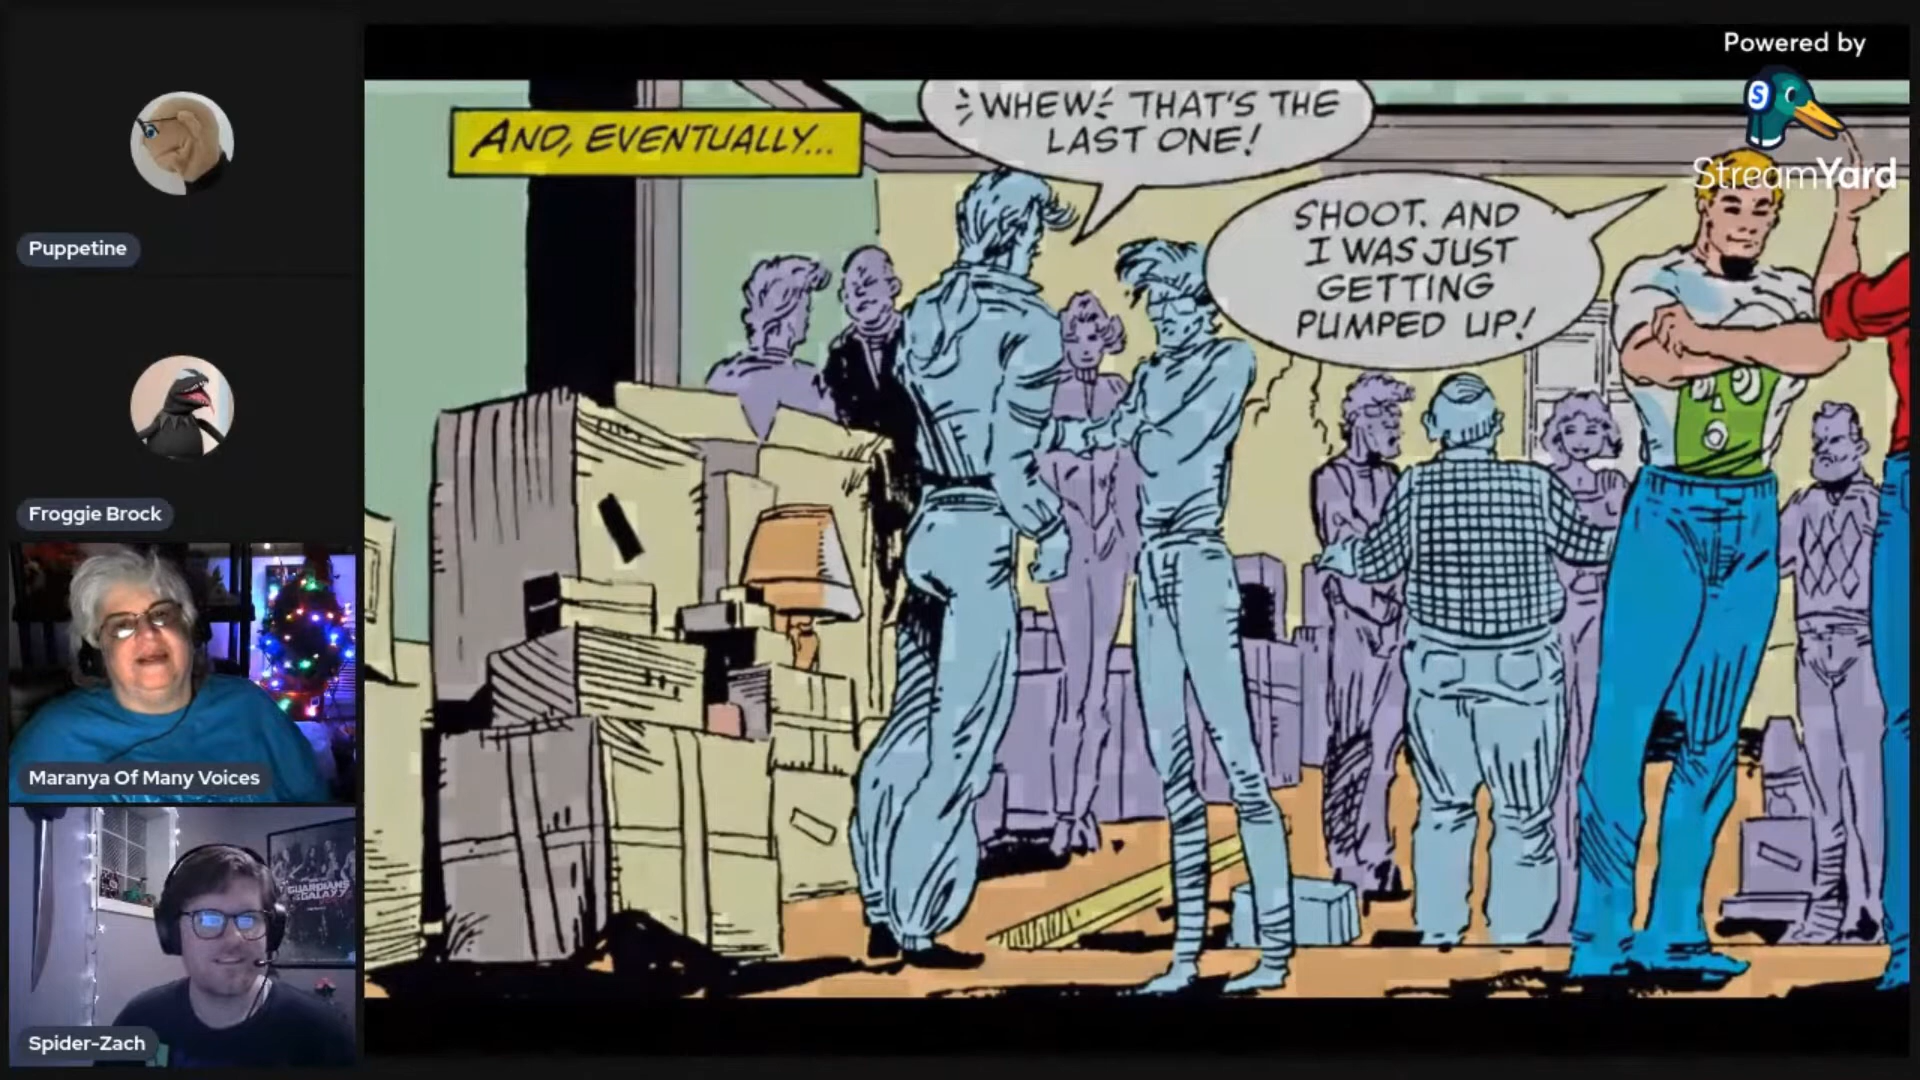 Puppetine
Froggie Brock
Maranya Of Many Voices
GUARDIANS
GALAXY
Spider-Zach
AND, EVENTUALLY...
WHEW THAT'S THE
LAST ONE!
SHOOT. AND
I WAS JUST
GETTING
PUMPED UP!
Powered by
S
StreamYard